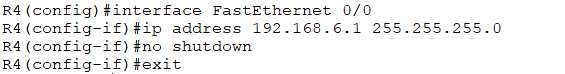 R4(config)#interface FastEthernet 0/0
R4(config-if)#ip address 192.168.6.1 255.255.255.0
R4(config-if)#no shutdown
R4(config-if)#exit